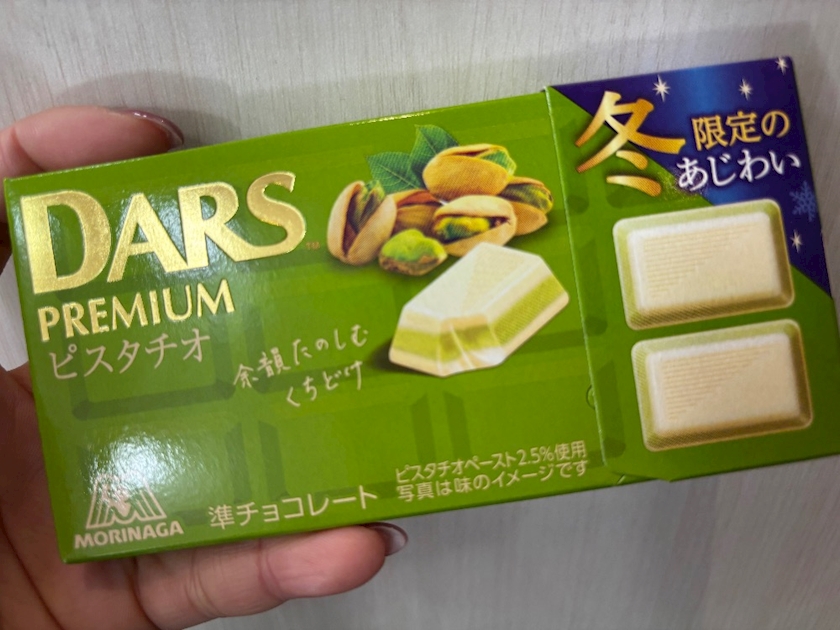 DARS™
PREMIUM
ピスタチオ
余韻たのしむ
くちどけ
冬
限定の
あじわい
ピスタチオペースト2.5%使用
写真は味のイメージです
準チョコレート
MORINAGA